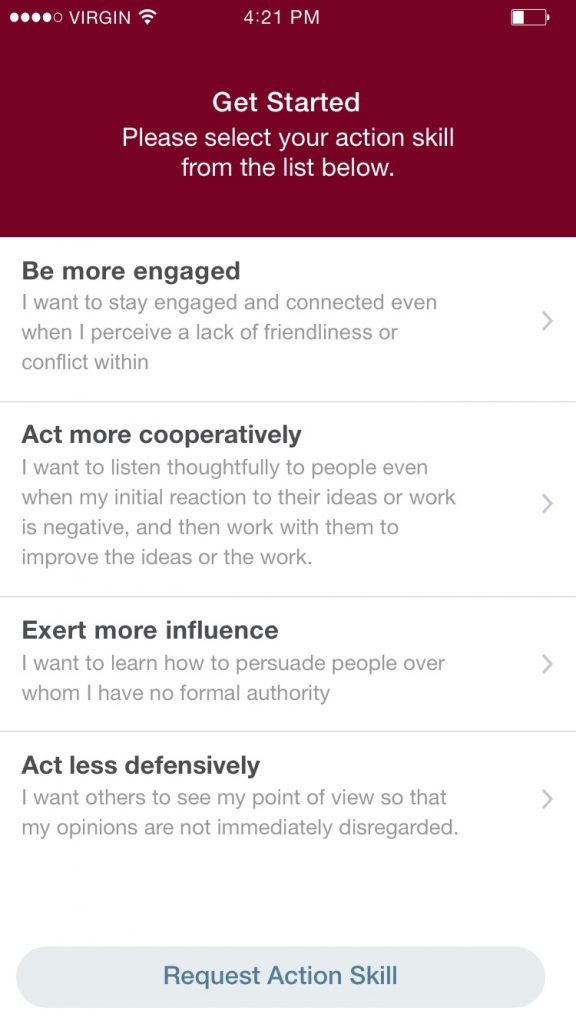 VIRGIN 4:21 PM
Get Started
Please select your action skill
from the list below.
Be more engaged
I want to stay engaged and connected even
when I perceive a lack of friendliness or
conflict within
Act more cooperatively
I want to listen thoughtfully to people even
when my initial reaction to their ideas or work
is negative, and then work with them to
improve the ideas or the work.
Exert more influence
I want to learn how to persuade people over
whom I have no formal authority
Act less defensively
I want others to see my point of view so that
my opinions are not immediately disregarded.
Request Action Skill